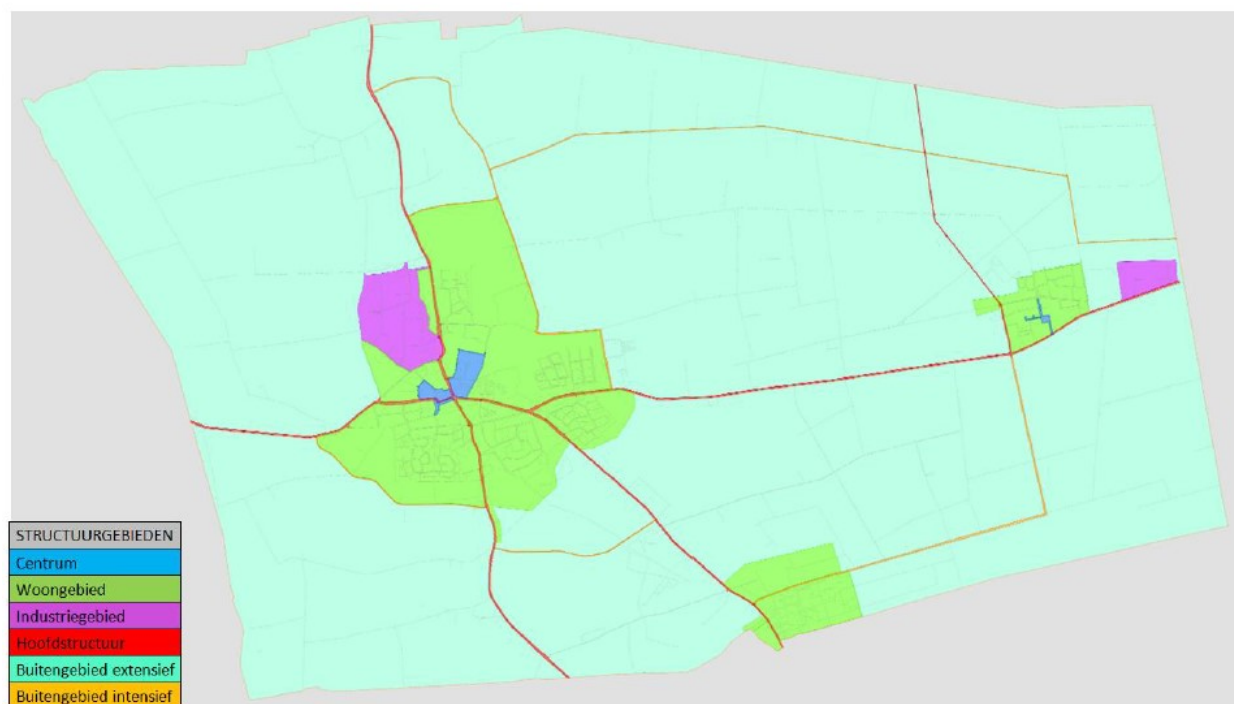 STRUCTUURGEBIEDEN
Centrum
Woongebied
Industriegebied
Hoofdstructuur
Buitengebied extensief
Buitengebied intensief